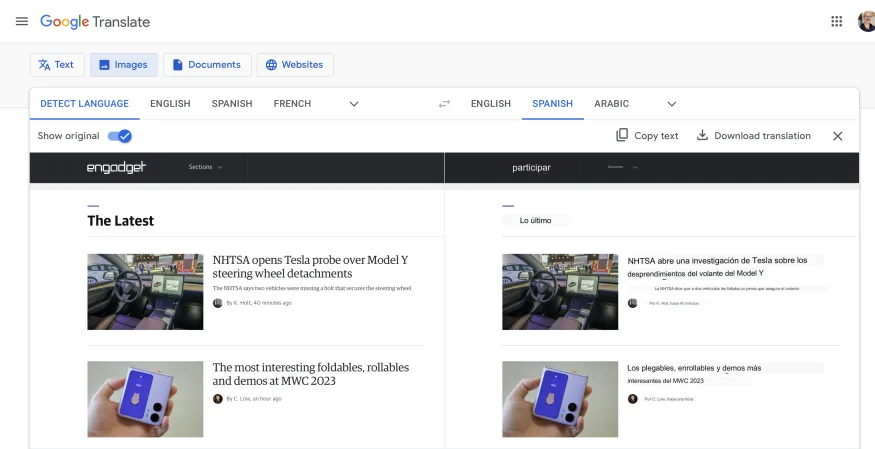 Google Translate
Text
Images
Documents
Websites
DETECT LANGUAGE
ENGLISH
SPANISH
FRENCH
ENGLISH
SPANISH
ARABIC
Show original
Copy text
Download translation
engadget
Sections
The Latest
NHTSA opens Tesla probe over Model Y
steering wheel detachments
The NHTSA says two vehicles were missing a bolt that secures the steering wheel.
By K. Holt, 40 minutes ago
The most interesting foldables, rollables
and demos at MWC 2023
By C. Low, an hour ago
participar
Lo último
NHTSA abre una investigación de Tesla sobre los
desprendimientos del volante del Model Y
La NHTSA dice que a dos vehículos les faltaba un perno que asegura el volante.
Por K. Holt, hace 40 minutos
Los plegables, enrollables y demos más
interesantes del MWC 2023
Por C. Low, hace una hora